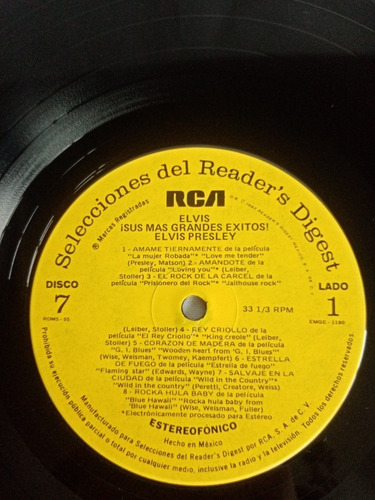 Selecciones del Reader's Digest
® Marcas Registradas
RCA
ELVIS
¡SUS MAS GRANDES EXITOS!
ELVIS PRESLEY
1 - AMAME TIERNAMENTE de la película
"La mujer Robada" "Love me tender"
(Presley, Matson) 2 - AMANDOTE de la
película "Loving you" (Leiber,
Stoller) 3 - EL ROCK DE LA CARCEL de la
película "Prisionero del Rock" "Jailhouse rock"
DISCO
7
RDMS-55
LADO
1
EMGE-1180
33 1/3 RPM
(Leiber, Stoller) 4 - REY CRIOLLO de la
película "El Rey Criollo" "King creole" (Leiber,
Stoller) 5 - CORAZON DE MADERA de la película
"G. I. Blues" "Wooden heart from "G. I. Blues"
(Wise, Weisman, Twomey, Kaempfert) 6 - ESTRELLA
DE FUEGO de la película "Estrella de fuego"
"Flaming star" (Edwards, Wayne) 7 - SALVAJE EN LA
CIUDAD de la película "Wild in the Country"
"Wild in the country" (Peretti, Creatore, Weiss)
8 - ROCKA HULA BABY de la película
"Blue Hawaii" "Rocka hula baby from
"Blue Hawaii" (Wise, Weisman, Fuller)
*Electrónicamente procesado para Estéreo
ESTEREOFÓNICO
Hecho en México
Manufacturado para Selecciones del Reader's Digest por RCA, S. A. de C. V.
Prohibida su ejecución pública parcial o total por cualquier medio, inclusive la radio y la televisión. Todos los derechos reservados.